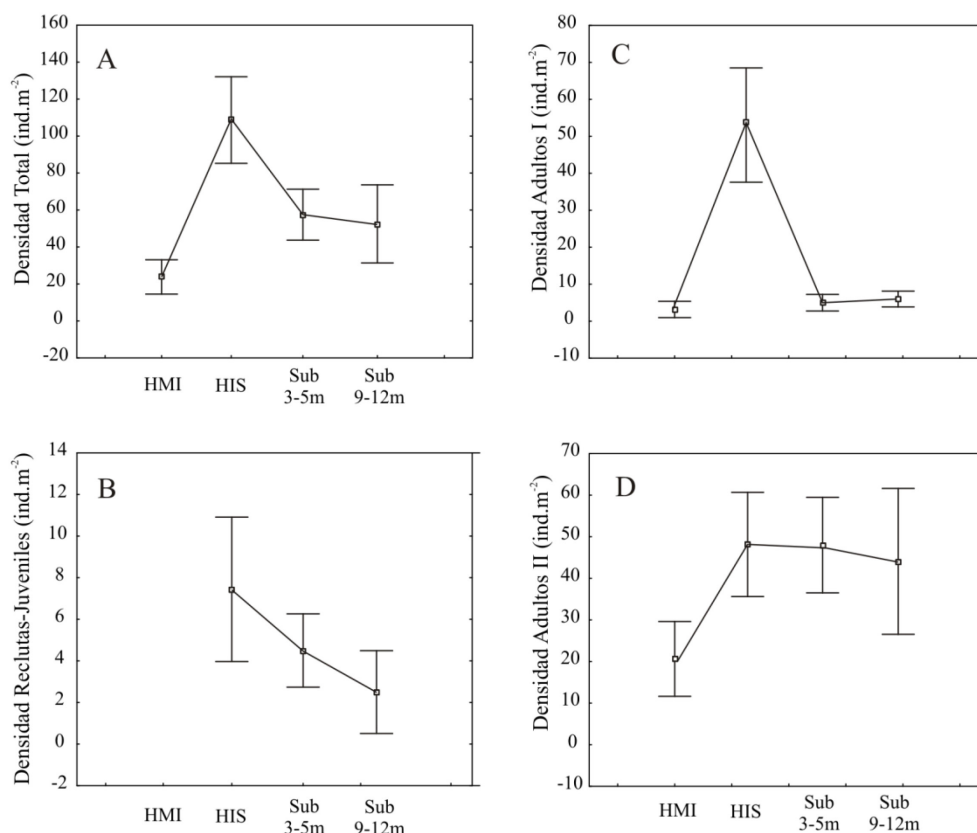 A
Densidad Total (ind.m-2)
160
140
120
100
80
60
40
20
0
-20
HMI
HIS
Sub
3-5m
Sub
9-12m
C
Densidad Adultos I (ind.m-2)
80
70
60
50
40
30
20
10
0
-10
B
Densidad Reclutas-Juveniles (ind.m-2)
14
12
10
8
6
4
2
0
-2
HMI
HIS
Sub
3-5m
Sub
9-12m
D
Densidad Adultos II (ind.m-2)
70
60
50
40
30
20
10
0
-10
HMI
HIS
Sub
3-5m
Sub
9-12m